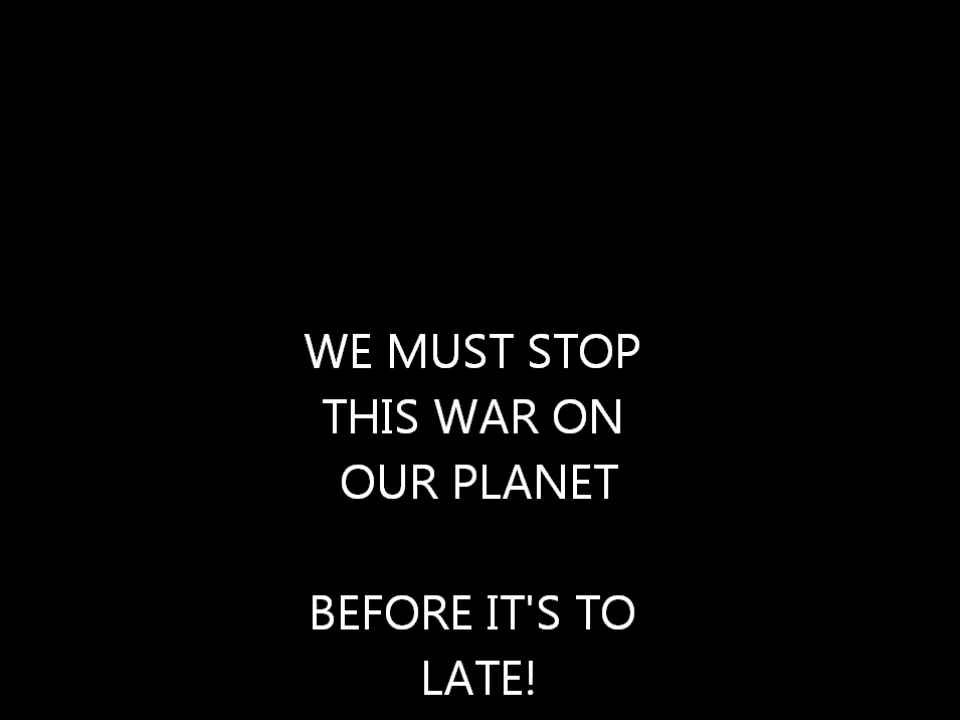 WE MUST STOP
THIS WAR ON
OUR PLANET
BEFORE IT'S TO
LATE!